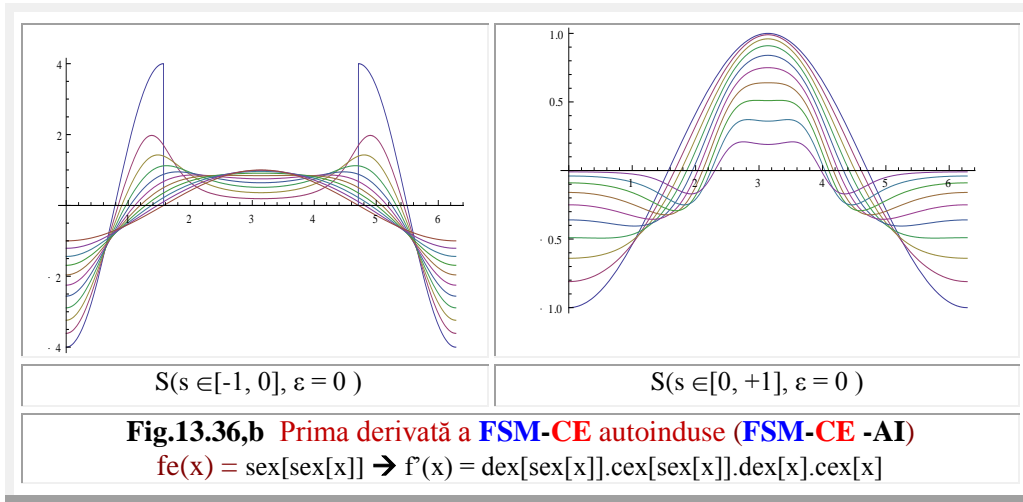 4
2
- 2
- 4
1 2 3 4 5 6
1.0
0.5
- 0.5
- 1.0
1 2 3 4 5 6
S(s ∈[-1, 0], ε = 0 )
S(s ∈[0, +1], ε = 0 )
Fig.13.36,b Prima derivată a FSM-CE autoinduse (FSM-CE -AI)
fe(x) = sex[sex[x]] ➔ f’(x) = dex[sex[x]].cex[sex[x]].dex[x].cex[x]